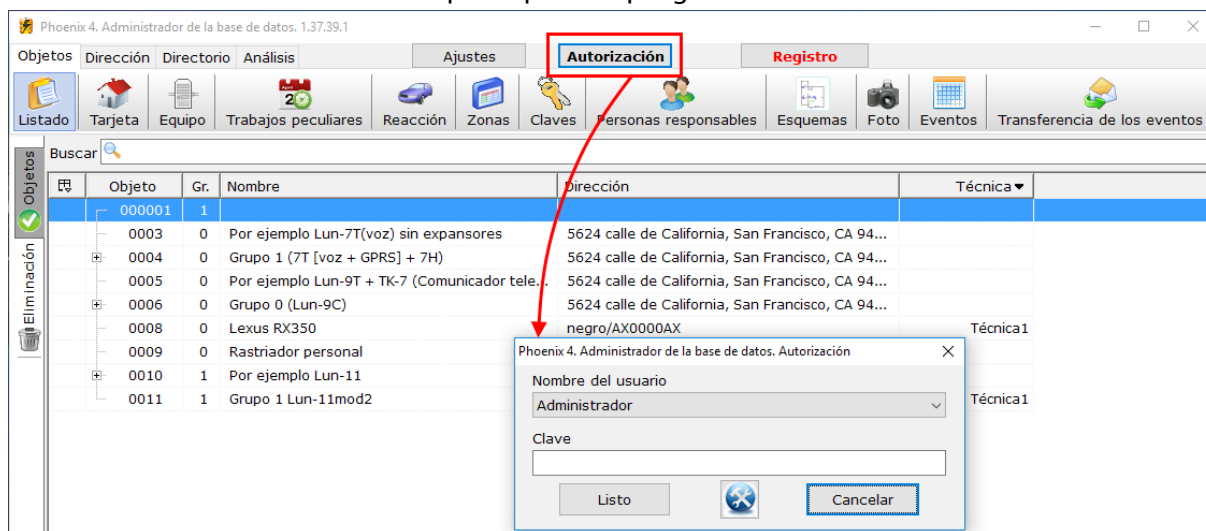 Phoenix 4. Administrador de la base de datos. 1.37.39.1
Objetos Dirección Directorio Análisis Ajustes Autorización Registro
Listado Tarjeta Equipo Trabajos peculiares Reacción Zonas Claves Personas responsables Esquemas Foto Eventos Transferencia de los eventos
Objetos
Eliminación
Buscar
Objeto Gr. Nombre Dirección Técnica
000001 1
0003 0 Por ejemplo Lun-7T(voz) sin expansores 5624 calle de California, San Francisco, CA 94...
0004 0 Grupo 1 (7T [voz + GPRS] + 7H) 5624 calle de California, San Francisco, CA 94...
0005 0 Por ejemplo Lun-9T + TK-7 (Comunicador tele... 5624 calle de California, San Francisco, CA 94...
0006 0 Grupo 0 (Lun-9C) 5624 calle de California, San Francisco, CA 94...
0008 0 Lexus RX350 negro/AX0000AX Técnica1
0009 0 Rastriador personal
0010 1 Por ejemplo Lun-11
0011 1 Grupo 1 Lun-11mod2 Técnica1
Phoenix 4. Administrador de la base de datos. Autorización
Nombre del usuario
Administrador
Clave
Listo Cancelar